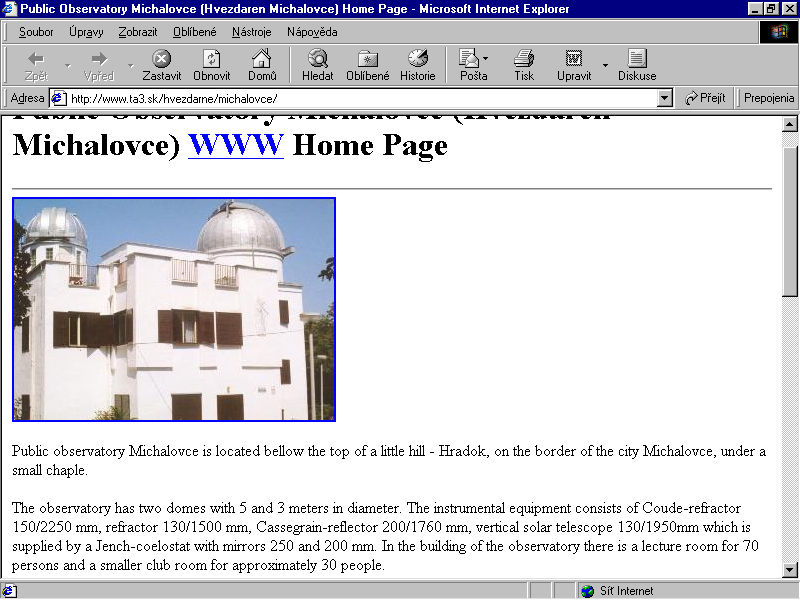 Public Observatory Michalovce (Hvezdaren Michalovce) Home Page - Microsoft Internet Explorer
Soubor Úpravy Zobrazit Oblíbené Nástroje Nápověda
Zpět Vpřed Zastavit Obnovit Domů Hledat Oblíbené Historie Pošta Tisk Upravit Diskuse
Adresa http://www.ta3.sk/hvezdarne/michalovce/ Přejít Prepojenia
Public Observatory Michalovce (Hvezdaren
Michalovce) WWW Home Page
Public observatory Michalovce is located bellow the top of a little hill - Hradok, on the border of the city Michalovce, under a
small chaple.
The observatory has two domes with 5 and 3 meters in diameter. The instrumental equipment consists of Coude-refractor
150/2250 mm, refractor 130/1500 mm, Cassegrain-reflector 200/1760 mm, vertical solar telescope 130/1950mm which is
supplied by a Jench-coelostat with mirrors 250 and 200 mm. In the building of the observatory there is a lecture room for 70
persons and a smaller club room for approximately 30 people.
Síť Internet